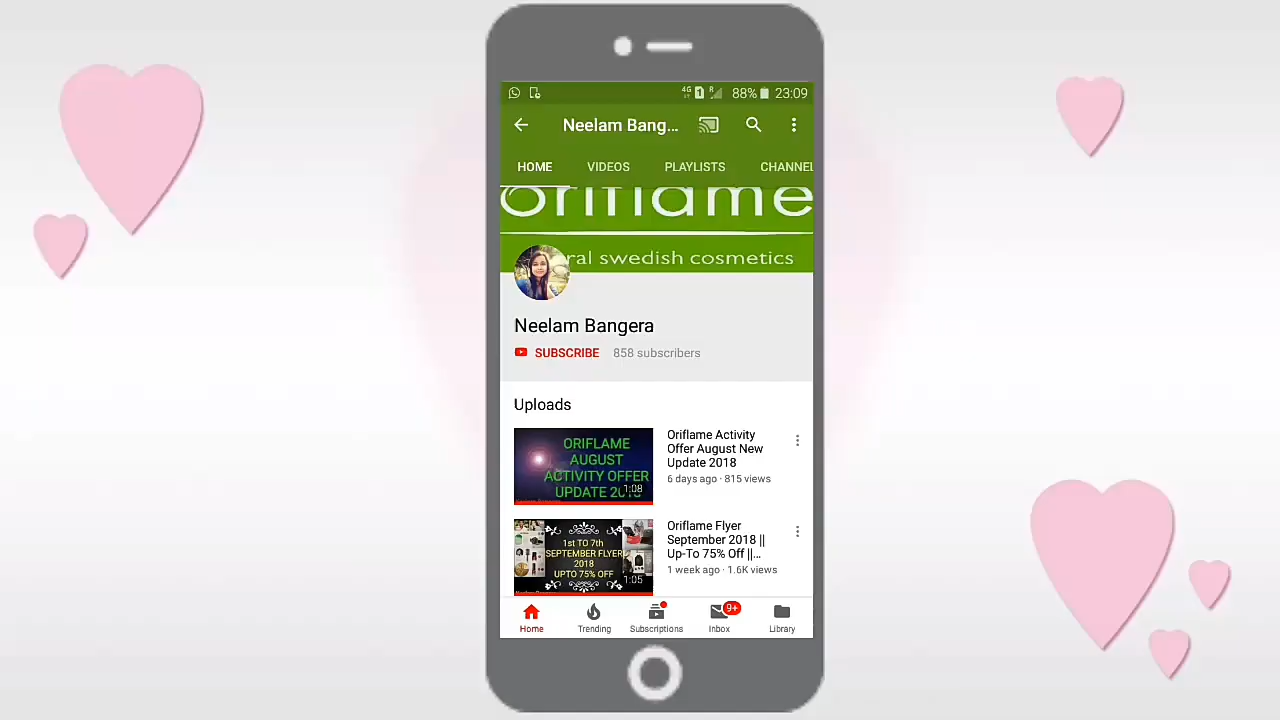 4G 1 R 88% 23:09
Neelam Bang...
HOME VIDEOS PLAYLISTS CHANNEL
oriflame
ral swedish cosmetics
Neelam Bangera
SUBSCRIBE 858 subscribers
Uploads
ORIFLAME
AUGUST
ACTIVITY OFFER
UPDATE 2018
1:08
Oriflame Activity
Offer August New
Update 2018
6 days ago · 815 views
1st TO 7th
SEPTEMBER FLYER
2018
UPTO 75% OFF
1:05
Oriflame Flyer
September 2018 ||
Up-To 75% Off ||...
1 week ago · 1.6K views
9+
Home Trending Subscriptions Inbox Library